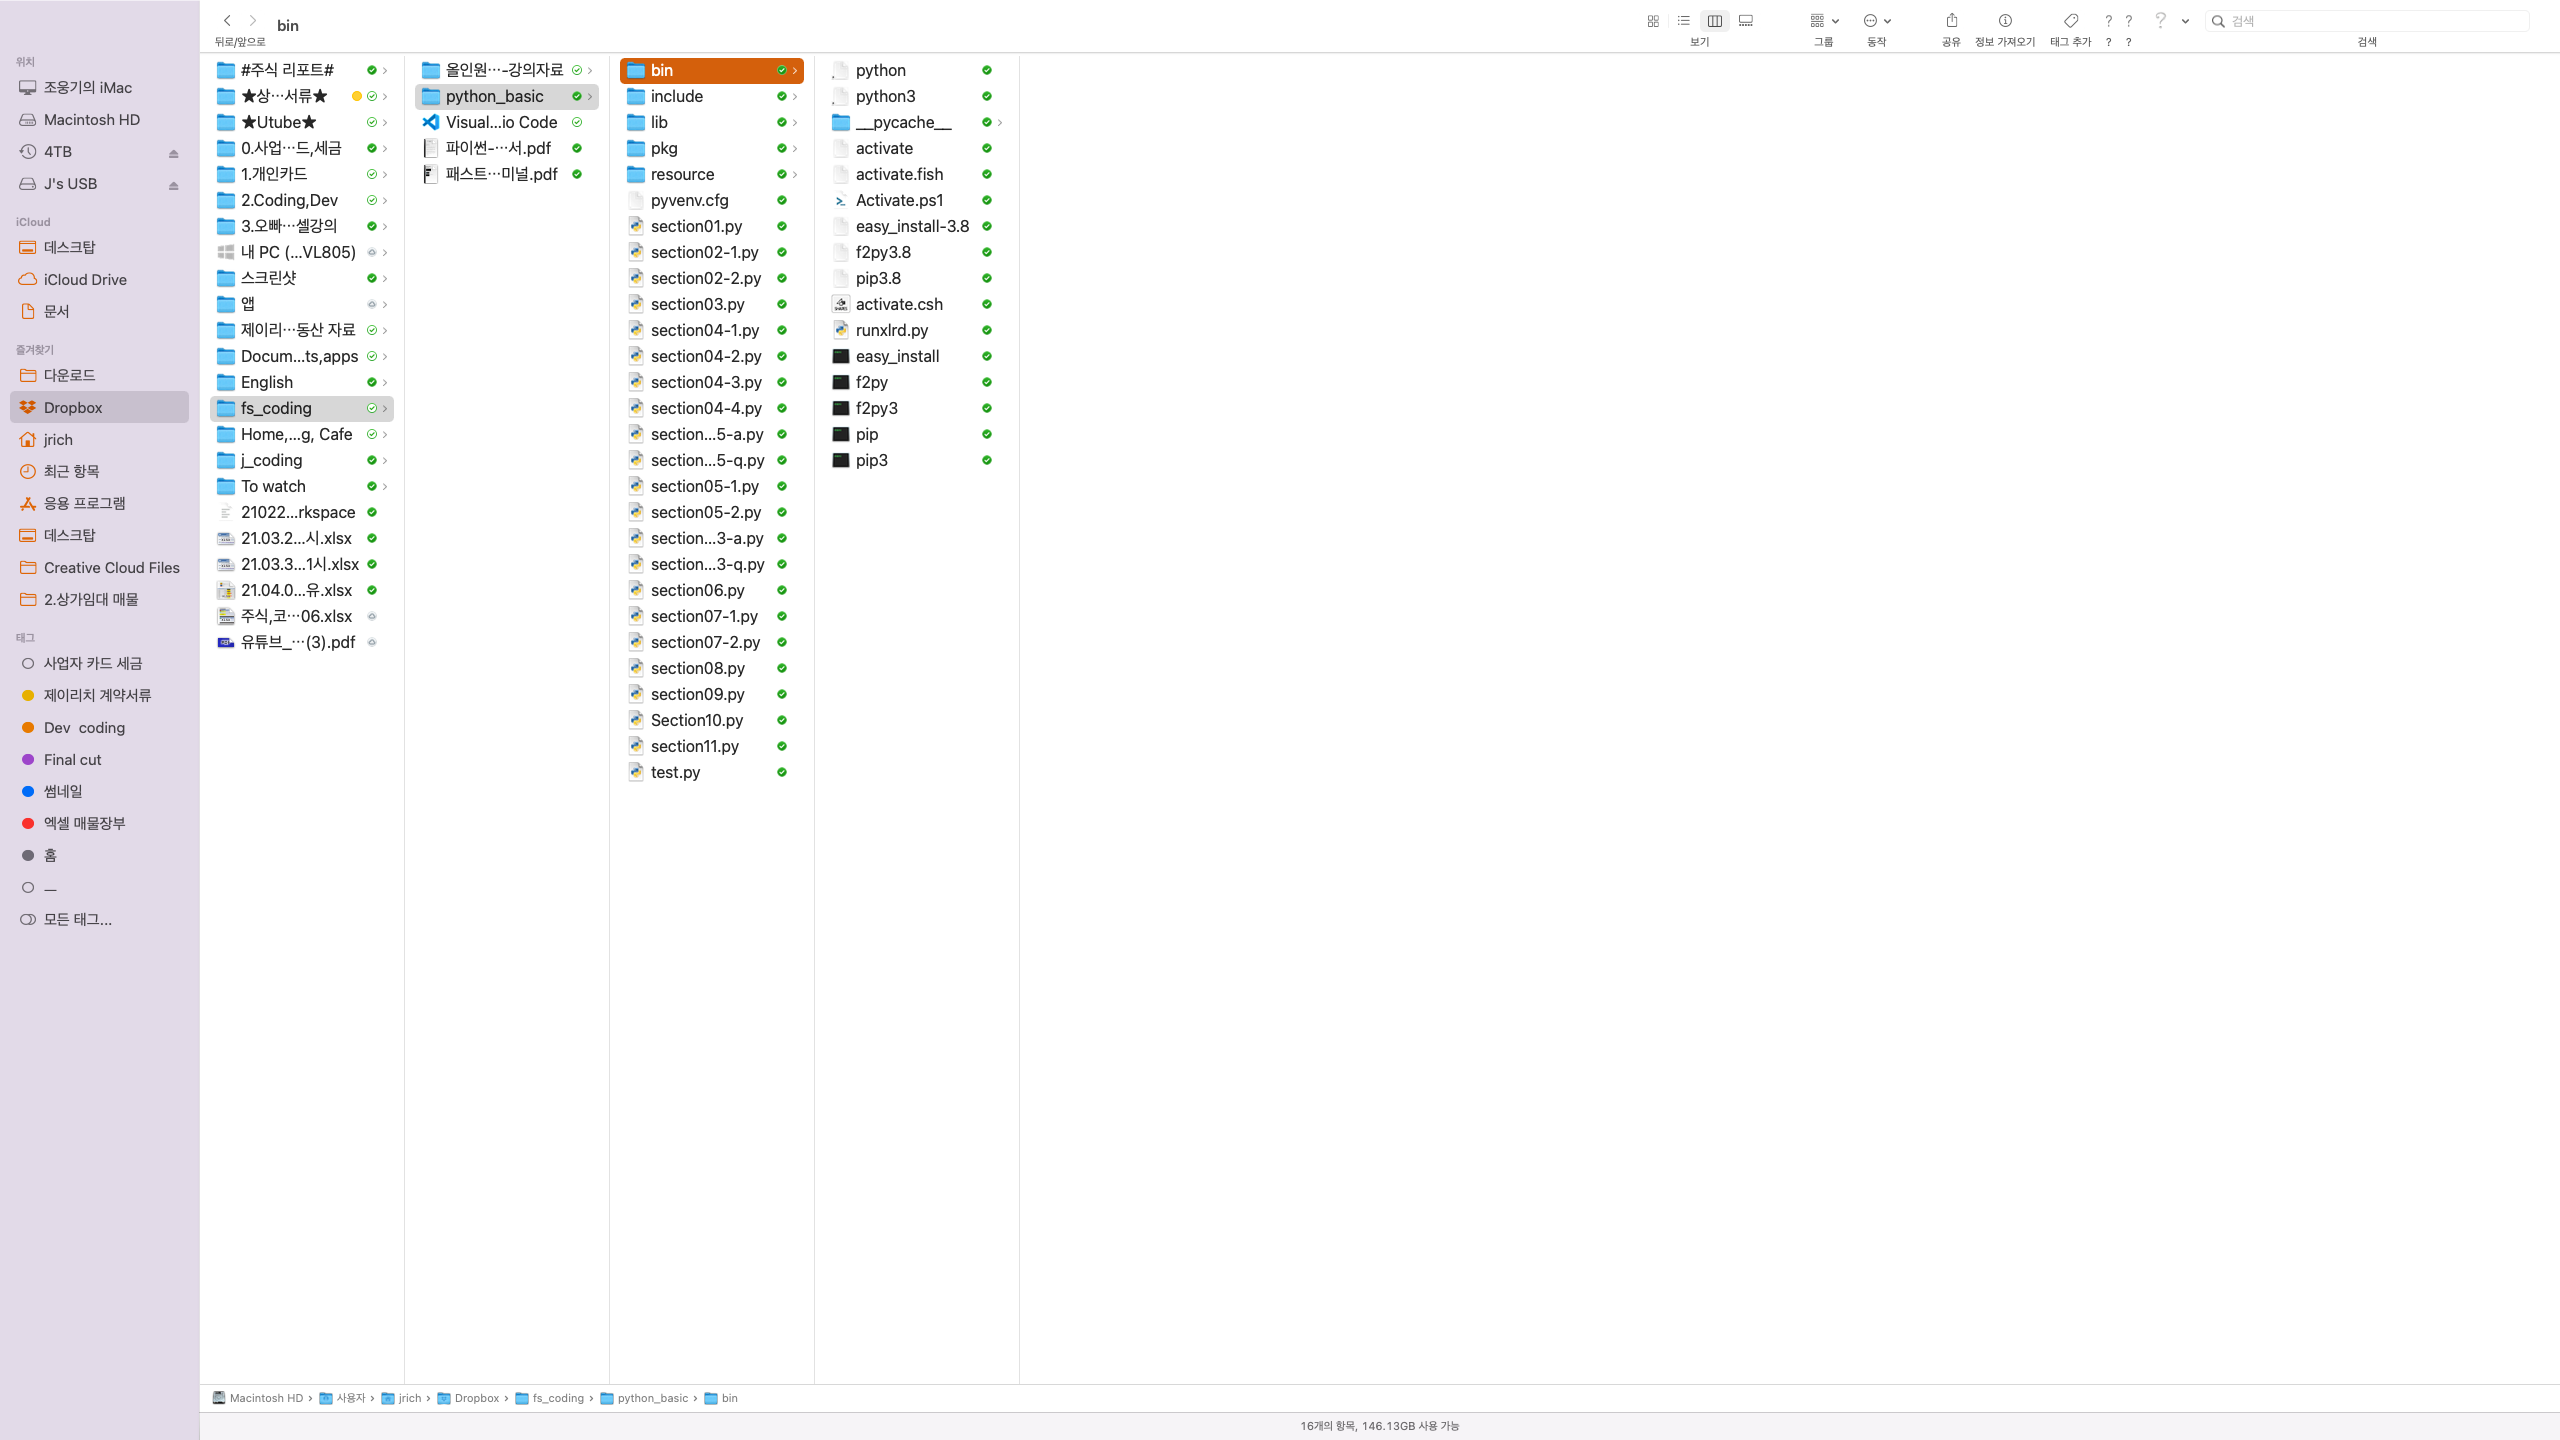 bin
뒤로/앞으로
보기
그룹
동작
공유
정보 가져오기
태그 추가
?
?
?
?
?
검색
검색
위치
조웅기의 iMac
Macintosh HD
4TB
J's USB
iCloud
데스크탑
iCloud Drive
문서
즐겨찾기
다운로드
Dropbox
jrich
최근 항목
응용 프로그램
데스크탑
Creative Cloud Files
2.상가임대 매물
태그
사업자 카드 세금
제이리치 계약서류
Dev coding
Final cut
썸네일
엑셀 매물장부
홈
ㅡ
모든 태그...
#주식 리포트#
★상…서류★
★Utube★
0.사업…드,세금
1.개인카드
2.Coding,Dev
3.오빠…셀강의
내 PC (...VL805)
스크린샷
앱
제이리…동산 자료
Docum...ts,apps
English
fs_coding
Home,...g, Cafe
j_coding
To watch
21022...rkspace
21.03.2...시.xlsx
21.03.3...1시.xlsx
21.04.0...유.xlsx
주식,코…06.xlsx
유튜브_…(3).pdf
올인원…-강의자료
python_basic
Visual...io Code
파이썬-…서.pdf
패스트…미널.pdf
bin
include
lib
pkg
resource
pyvenv.cfg
section01.py
section02-1.py
section02-2.py
section03.py
section04-1.py
section04-2.py
section04-3.py
section04-4.py
section...5-a.py
section...5-q.py
section05-1.py
section05-2.py
section...3-a.py
section...3-q.py
section06.py
section07-1.py
section07-2.py
section08.py
section09.py
Section10.py
section11.py
test.py
python
python3
__pycache__
activate
activate.fish
Activate.ps1
easy_install-3.8
f2py3.8
pip3.8
activate.csh
runxlrd.py
easy_install
f2py
f2py3
pip
pip3
Macintosh HD › 사용자 › jrich › Dropbox › fs_coding › python_basic › bin
16개의 항목, 146.13GB 사용 가능